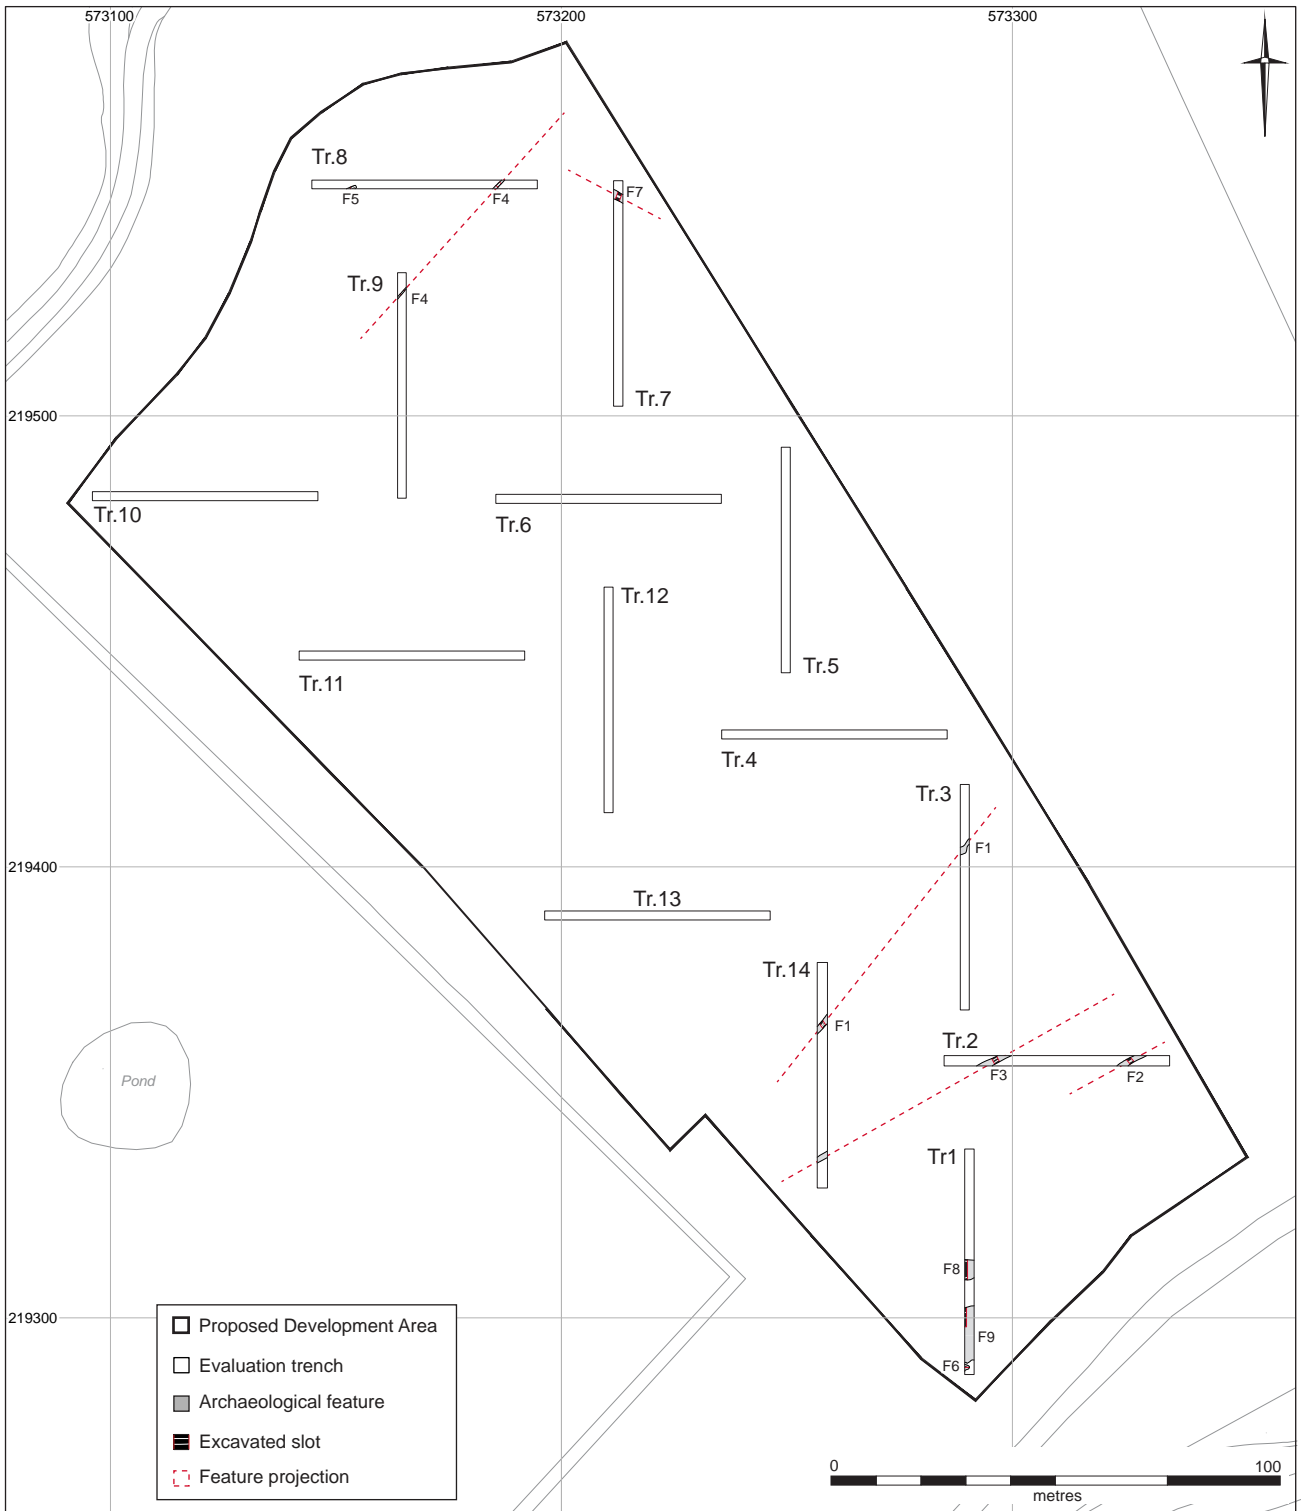 573100
573200
573300
Tr.8
F5
F4
F7
Tr.9
F4
Tr.7
219500
Tr.10
Tr.6
Tr.12
Tr.11
Tr.5
Tr.4
Tr.3
F1
219400
Tr.13
Tr.14
F1
Tr.2
F3
F2
Pond
Tr1
F8
219300
F9
F6
Proposed Development Area
Evaluation trench
Archaeological feature
Excavated slot
Feature projection
0
100
metres